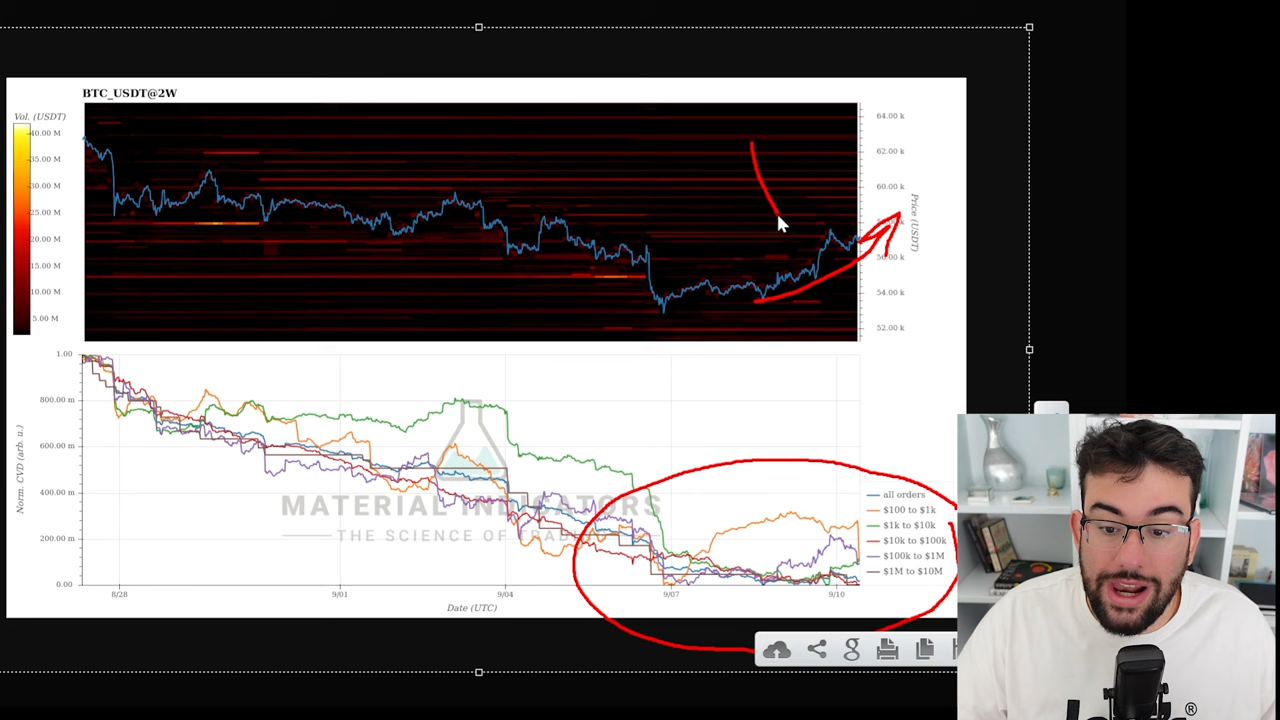 BTC_USDT@2W
Vol. (USDT)
40.00 M
35.00 M
30.00 M
25.00 M
20.00 M
15.00 M
10.00 M
5.00 M
64.00 k
62.00 k
60.00 k
56.00 k
54.00 k
52.00 k
Price (USDT)
1.00
800.00 m
600.00 m
400.00 m
200.00 m
0.00
Norm. CVD (arb. u.)
MATERIAL INDICATORS
THE SCIENCE OF TRADING
all orders
$100 to $1k
$1k to $10k
$10k to $100k
$100k to $1M
$1M to $10M
8/28
9/01
9/04
9/07
9/10
Date (UTC)
g
®